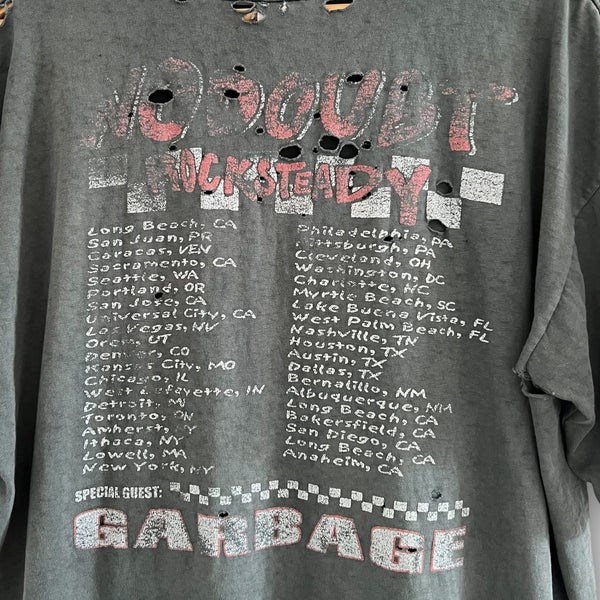 NO DOUBT
ROCK STEADY
Long Beach, CA
San Juan, PR
Caracas, VEN
Sacramento, CA
Seattle, WA
Portland, OR
San Jose, CA
Universal City, CA
Las Vegas, NV
Orem, UT
Denver, CO
Kansas City, MO
Chicago, IL
West Lafayette, IN
Detroit, MI
Toronto, ON
Amherst, NY
Ithaca, NY
Lowell, MA
New York, NY
Philadelphia, PA
Pittsburgh, PA
Cleveland, OH
Washington, DC
Charlotte, NC
Myrtle Beach, SC
Lake Buena Vista, FL
West Palm Beach, FL
Nashville, TN
Houston, TX
Austin, TX
Dallas, TX
Bernalillo, NM
Albuquerque, NM
Long Beach, CA
Bakersfield, CA
San Diego, CA
Long Beach, CA
Anaheim, CA
SPECIAL GUEST:
GARBAGE